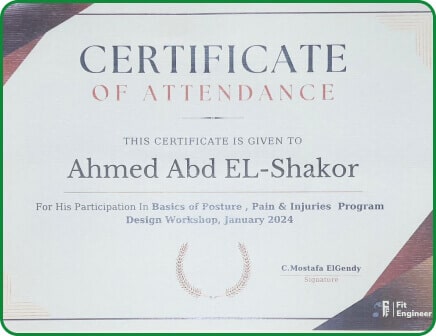 CERTIFICATE
OF ATTENDANCE
THIS CERTIFICATE IS GIVEN TO
Ahmed Abd EL-Shakor
For His Participation In Basics of Posture , Pain & Injuries Program
Design Workshop, January 2024
C.Mostafa ElGendy
Signature
Fit
Engineer